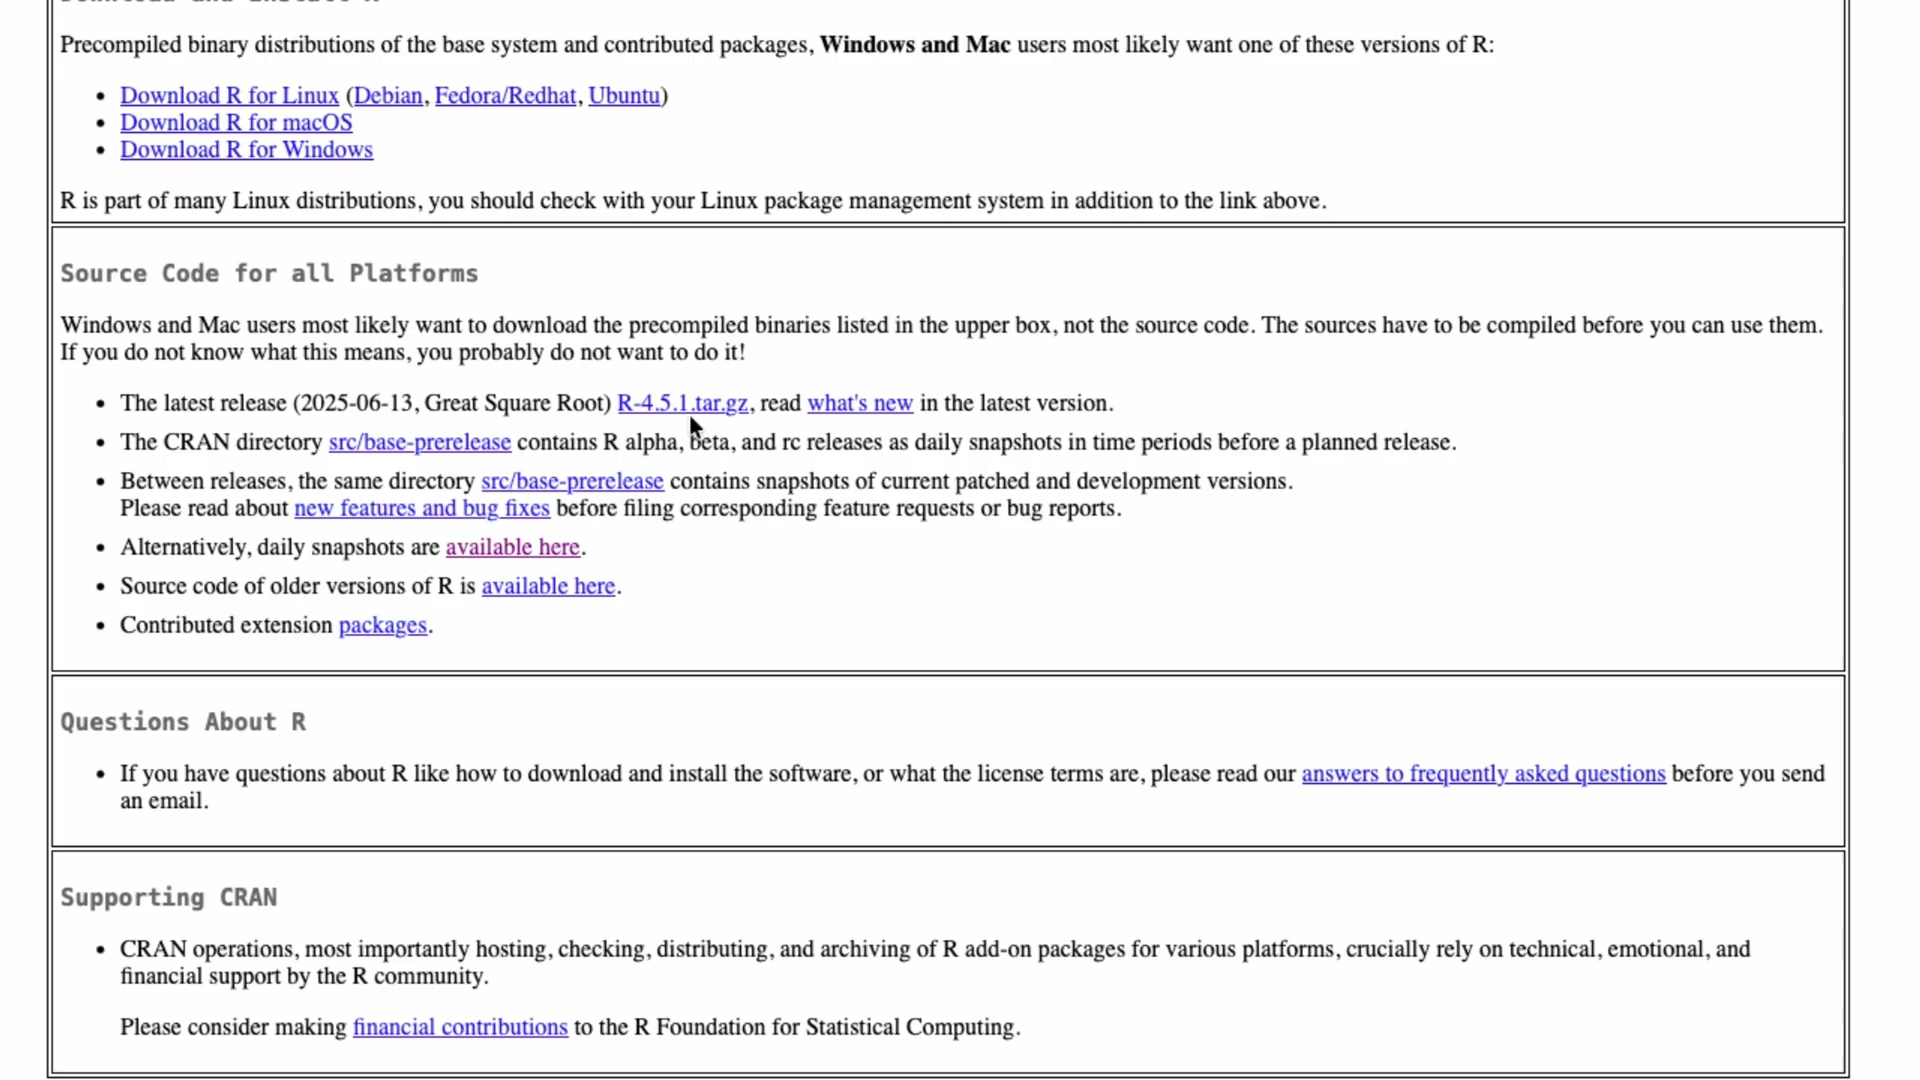 Download and Install R
Precompiled binary distributions of the base system and contributed packages, Windows and Mac users most likely want one of these versions of R:
• Download R for Linux (Debian, Fedora/Redhat, Ubuntu)
• Download R for macOS
• Download R for Windows
R is part of many Linux distributions, you should check with your Linux package management system in addition to the link above.
Source Code for all Platforms
Windows and Mac users most likely want to download the precompiled binaries listed in the upper box, not the source code. The sources have to be compiled before you can use them.
If you do not know what this means, you probably do not want to do it!
• The latest release (2025-06-13, Great Square Root) R-4.5.1.tar.gz, read what's new in the latest version.
• The CRAN directory src/base-prerelease contains R alpha, beta, and rc releases as daily snapshots in time periods before a planned release.
• Between releases, the same directory src/base-prerelease contains snapshots of current patched and development versions.
Please read about new features and bug fixes before filing corresponding feature requests or bug reports.
• Alternatively, daily snapshots are available here.
• Source code of older versions of R is available here.
• Contributed extension packages.
Questions About R
• If you have questions about R like how to download and install the software, or what the license terms are, please read our answers to frequently asked questions before you send
an email.
Supporting CRAN
• CRAN operations, most importantly hosting, checking, distributing, and archiving of R add-on packages for various platforms, crucially rely on technical, emotional, and
financial support by the R community.
Please consider making financial contributions to the R Foundation for Statistical Computing.